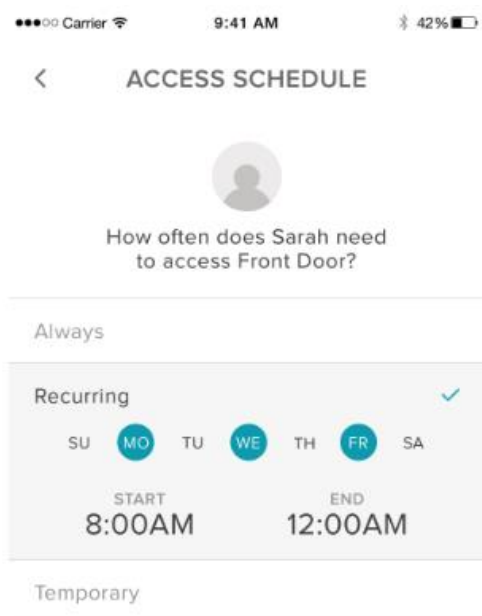 Carrier 9:41 AM 42%
ACCESS SCHEDULE
How often does Sarah need
to access Front Door?
Always
Recurring
SU MO TU WE TH FR SA
START END
8:00AM 12:00AM
Temporary